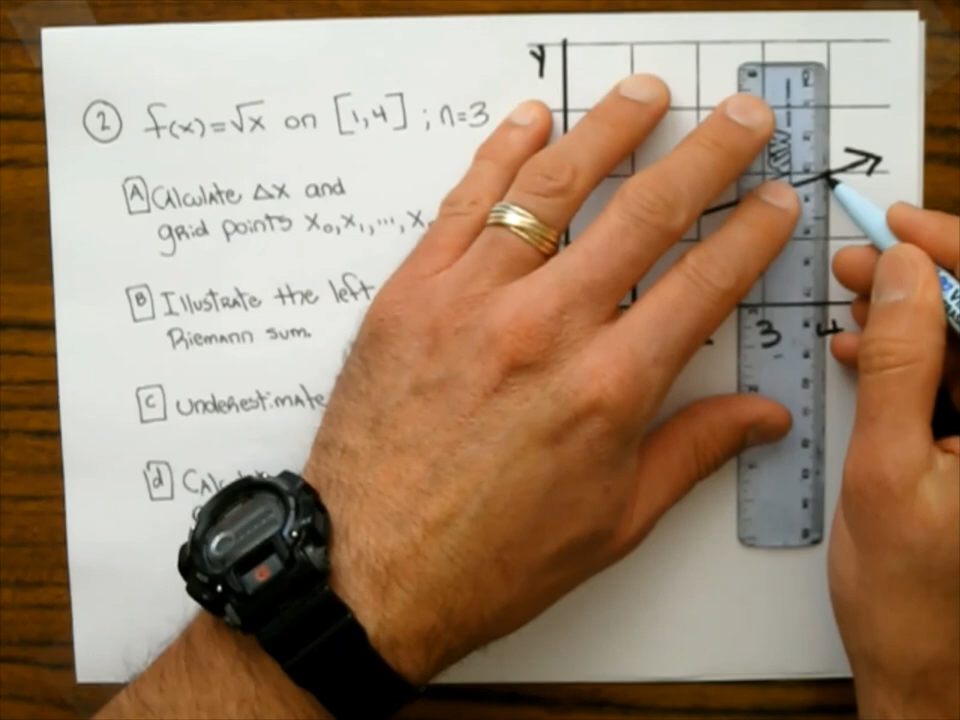 ② f(x)=√x on [1,4] ; n=3
A Calculate Δx and
grid points x₀,x₁,...,x
B Illustrate the left
Riemann sum.
C underestimate
d
y
3 4